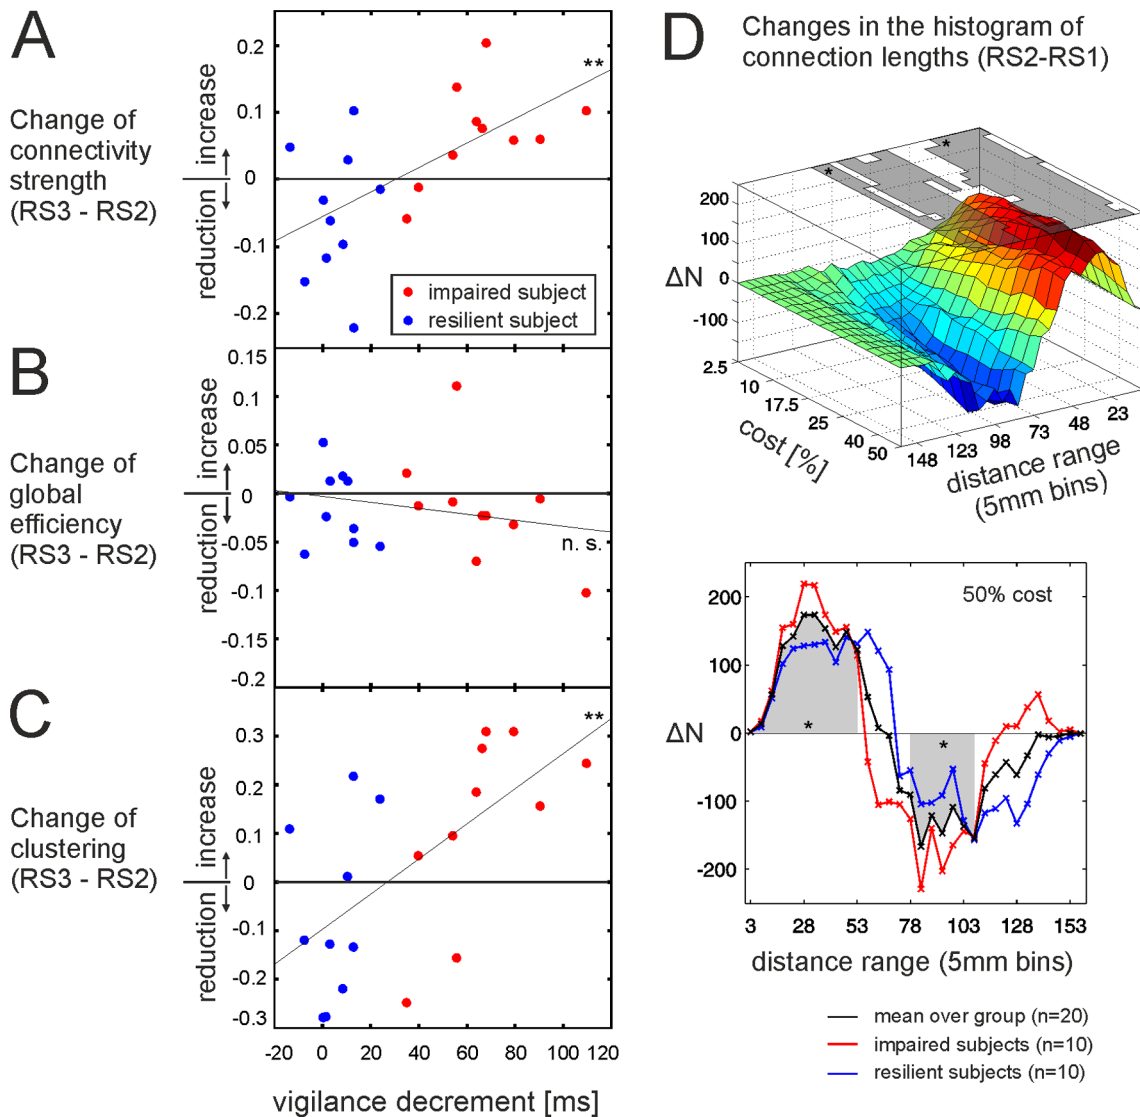 A
Change of
connectivity
strength
(RS3 - RS2)
increase
reduction
0.2
0.1
0
-0.1
-0.2
**
impaired subject
resilient subject
B
Change of
global
efficiency
(RS3 - RS2)
increase
reduction
0.15
0.1
0.05
0
-0.05
-0.1
-0.15
-0.2
n. s.
C
Change of
clustering
(RS3 - RS2)
increase
reduction
0.3
0.2
0.1
0
-0.1
-0.2
-0.3
**
-20 0 20 40 60 80 100 120
vigilance decrement [ms]
D
Changes in the histogram of
connection lengths (RS2-RS1)
*
*
ΔN
200
100
0
-100
2.5
10
17.5
25
40
50
cost [%]
148 123 98 73 48 23
distance range
(5mm bins)
50% cost
ΔN
200
100
0
-100
-200
*
*
3 28 53 78 103 128 153
distance range (5mm bins)
mean over group (n=20)
impaired subjects (n=10)
resilient subjects (n=10)